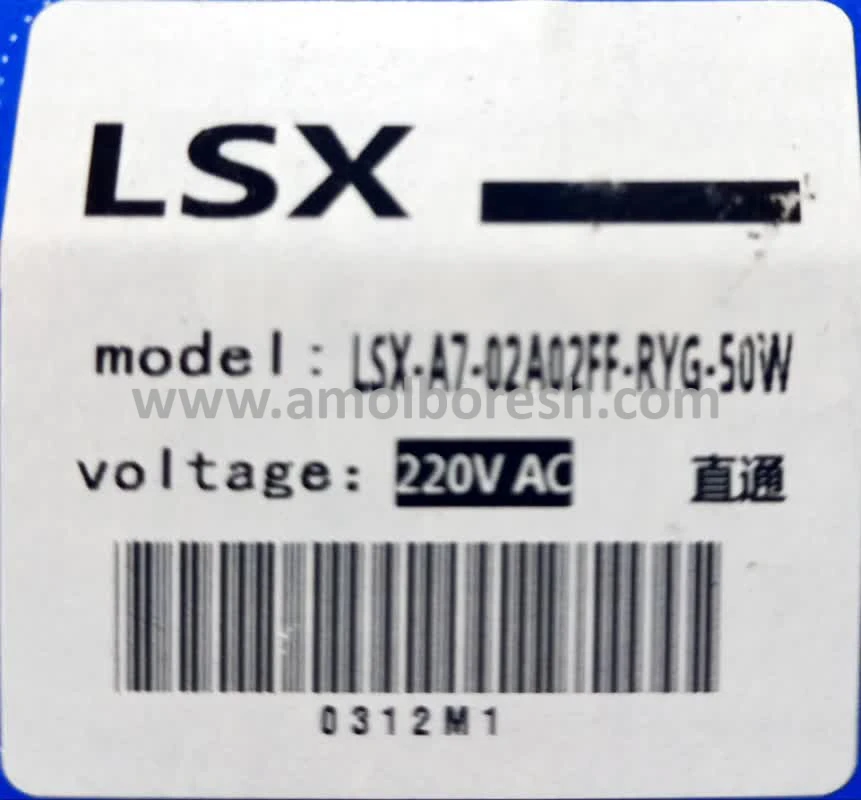 LSX
model: LSX-A7-02A02FF-RYG-50W
www.amolboresh.com
voltage: 220V AC 直通
0312M1